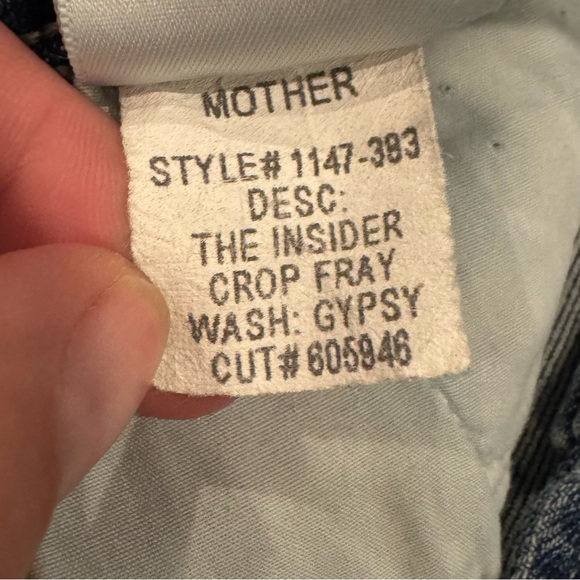 MOTHER
STYLE# 1147-383
DESC:
THE INSIDER
CROP FRAY
WASH: GYPSY
CUT# 605946